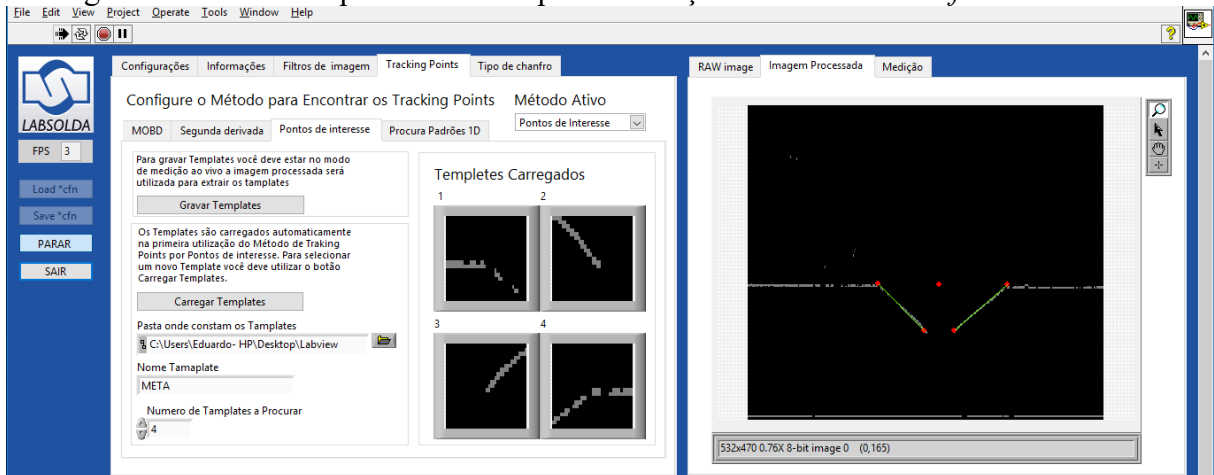 File Edit View Project Operate Tools Window Help
LABSOLDA
FPS 3
Load *cfn
Save *cfn
PARAR
SAIR
Configurações Informações Filtros de imagem Tracking Points Tipo de chanfro
Configure o Método para Encontrar os Tracking Points
Método Ativo
Pontos de Interesse
MOBD Segunda derivada Pontos de interesse Procura Padrões 1D
Para gravar Templates você deve estar no modo
de medição ao vivo a imagem processada será
utilizada para extrair os tamplates
Gravar Templates
Os Templates são carregados automaticamente
na primeira utilização do Método de Traking
Points por Pontos de interesse. Para selecionar
um novo Template você deve utilizar o botão
Carregar Templates.
Carregar Templates
Pasta onde constam os Tamplates
C:\Users\Eduardo- HP\Desktop\Labview
Nome Tamaplate
META
Numero de Tamplates a Procurar
4
Templetes Carregados
1 2
3 4
RAW image Imagem Processada Medição
532x470 0.76X 8-bit image 0 (0,165)